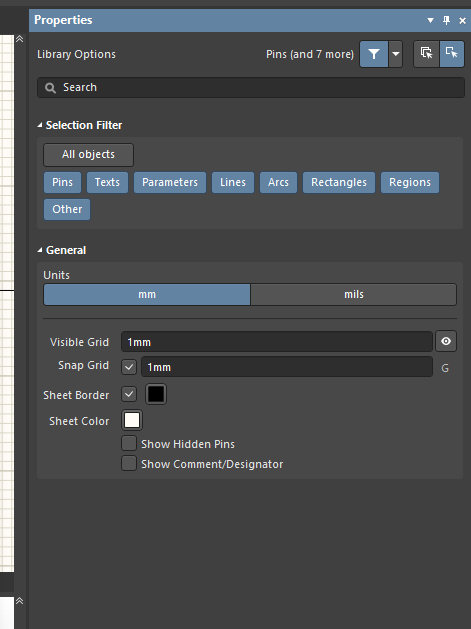 Properties
Library Options Pins (and 7 more)
Search
Selection Filter
All objects
Pins Texts Parameters Lines Arcs Rectangles Regions
Other
General
Units
mm mils
Visible Grid 1mm
Snap Grid 1mm G
Sheet Border
Sheet Color
Show Hidden Pins
Show Comment/Designator